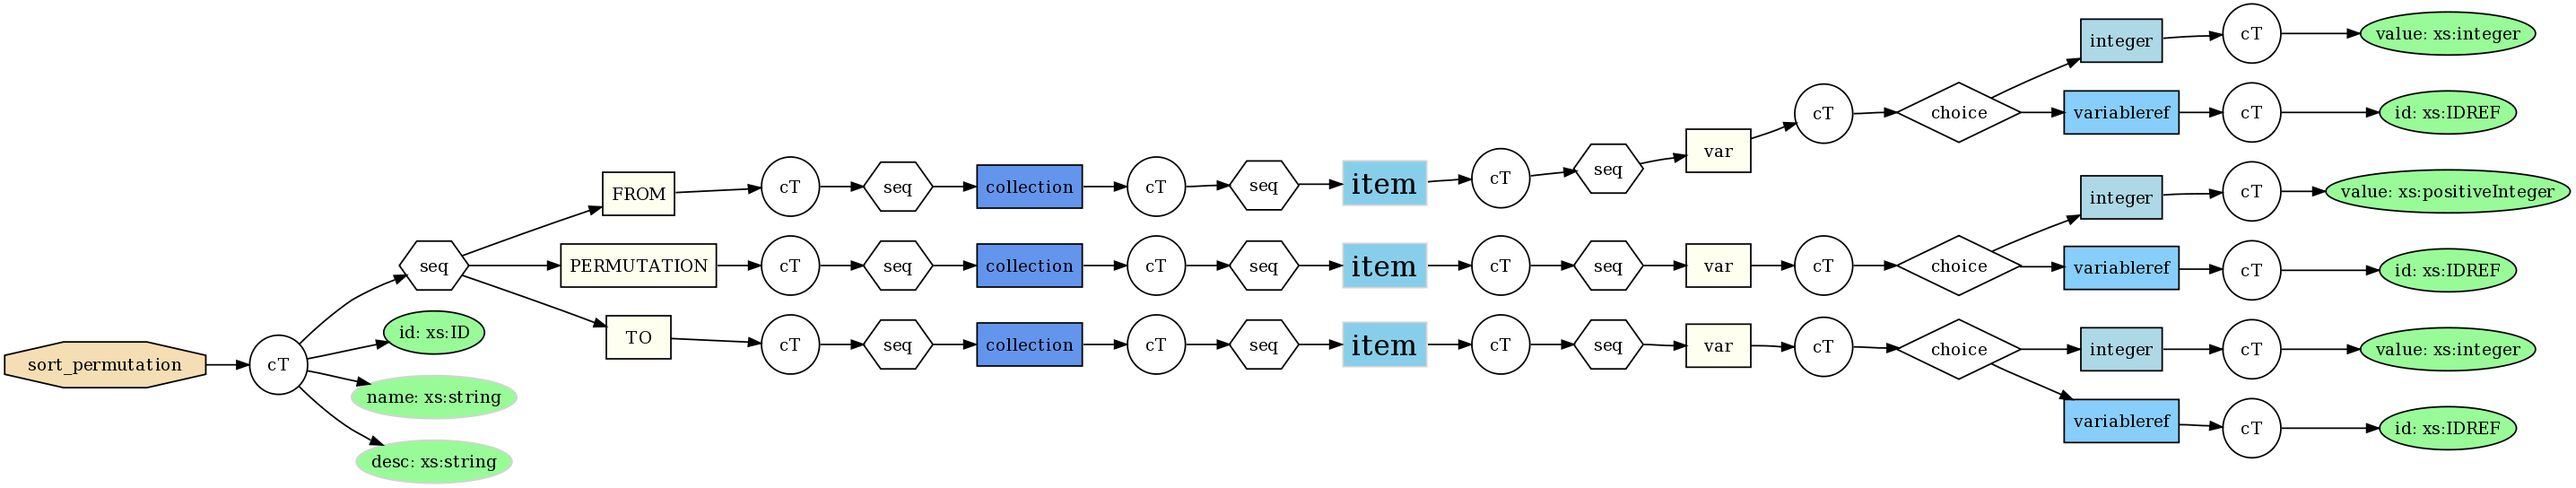 sort_permutation
cT
seq
id: xs:ID
name: xs:string
desc: xs:string
FROM
cT
seq
collection
cT
seq
item
cT
seq
var
cT
choice
integer
cT
value: xs:integer
variableref
cT
id: xs:IDREF
PERMUTATION
cT
seq
collection
cT
seq
item
cT
seq
var
cT
choice
integer
cT
value: xs:positiveInteger
variableref
cT
id: xs:IDREF
TO
cT
seq
collection
cT
seq
item
cT
seq
var
cT
choice
integer
cT
value: xs:integer
variableref
cT
id: xs:IDREF